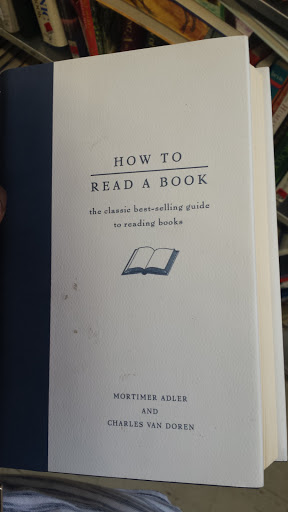 HOW TO
READ A BOOK
the classic best-selling guide
to reading books
MORTIMER ADLER
AND
CHARLES VAN DOREN